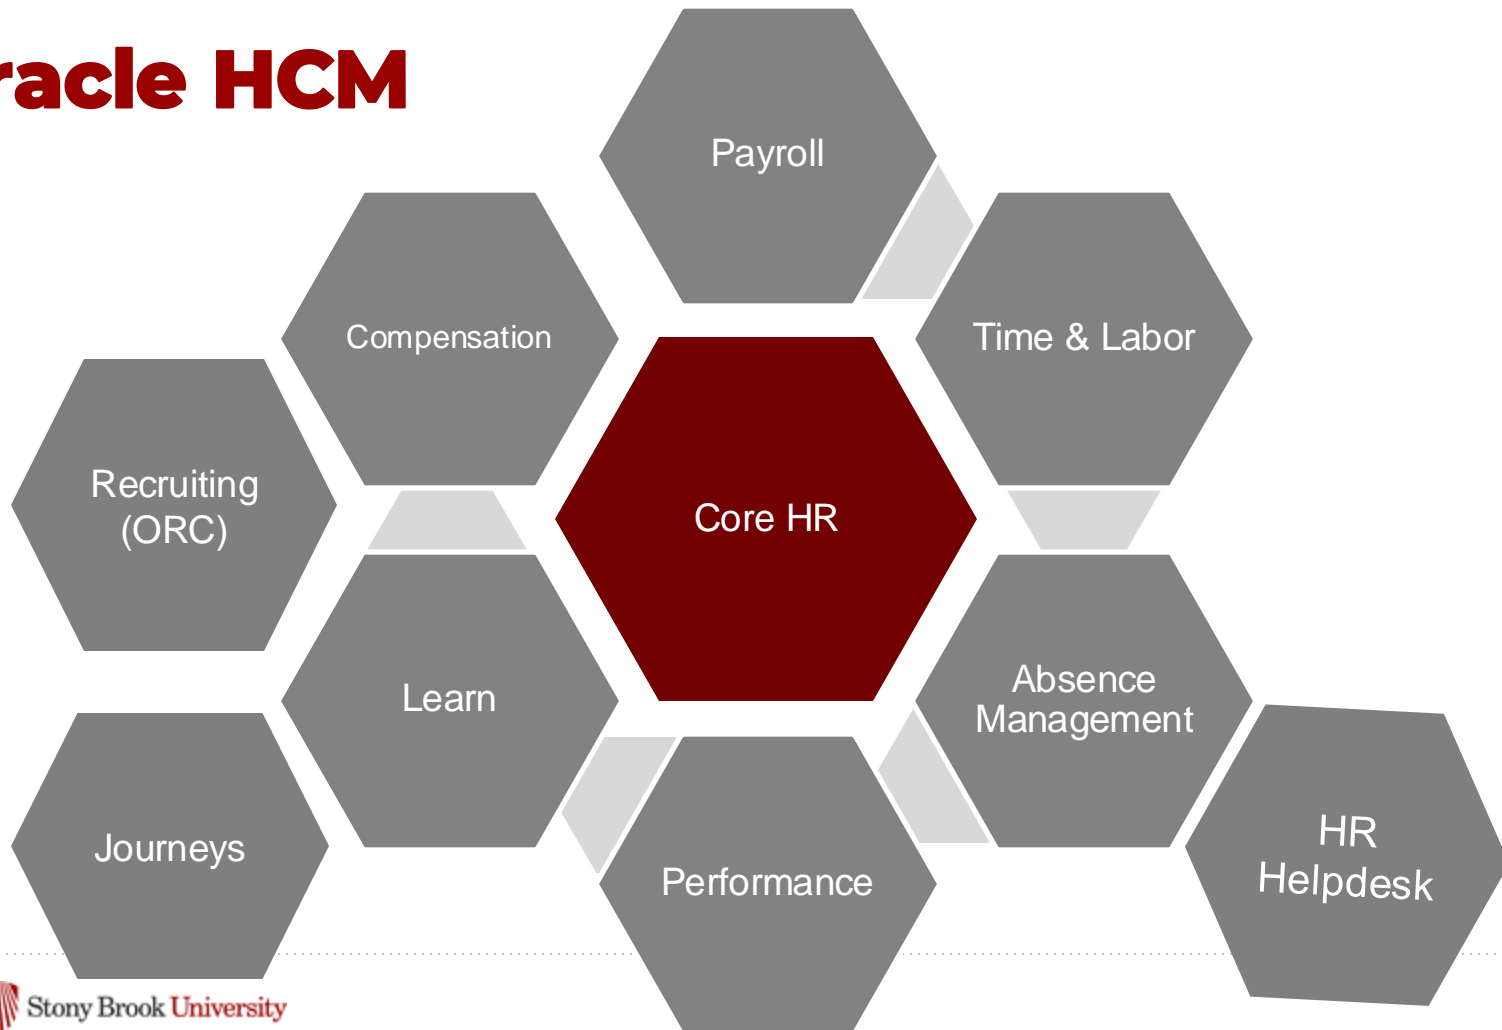 racle HCM
Payroll
Compensation
Time & Labor
Recruiting
(ORC)
Core HR
Learn
Absence
Management
Journeys
Performance
HR
Helpdesk
Stony Brook University